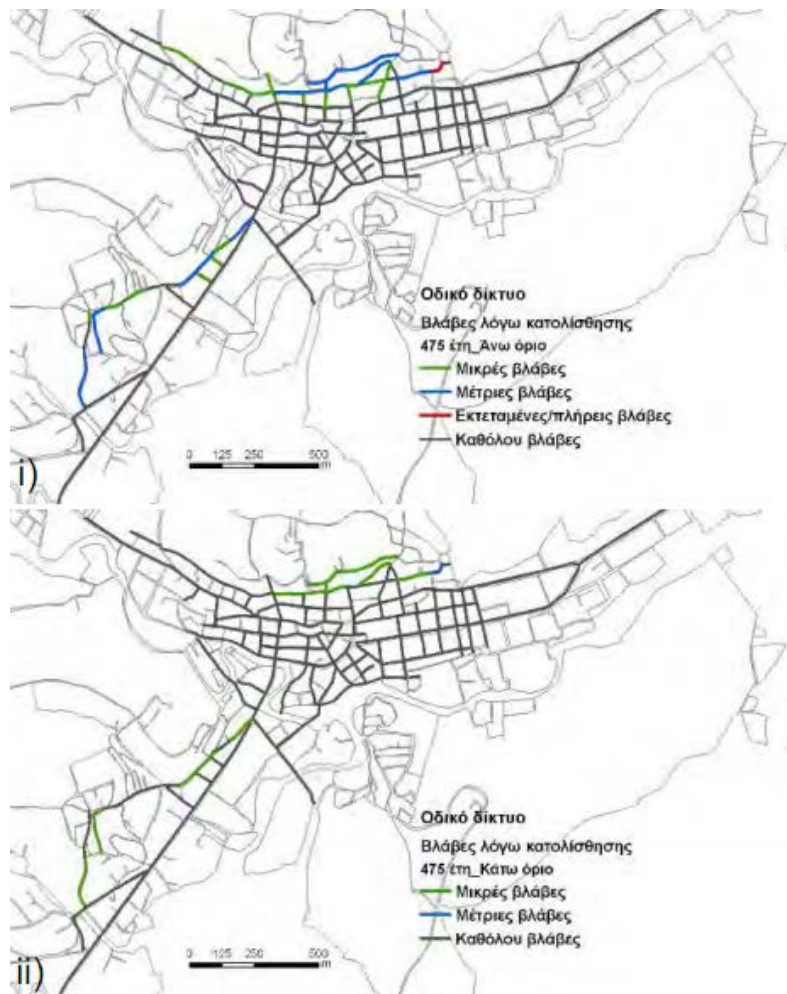 Οδικό δίκτυο
Βλάβες λόγω κατολίσθησης
475 έτη_Άνω όριο
Μικρές βλάβες
Μέτριες βλάβες
Εκτεταμένες/πλήρεις βλάβες
Καθόλου βλάβες
0 125 250 500
m
i)
Οδικό δίκτυο
Βλάβες λόγω κατολίσθησης
475 έτη_Κάτω όριο
Μικρές βλάβες
Μέτριες βλάβες
Καθόλου βλάβες
0 125 250 500
m
ii)